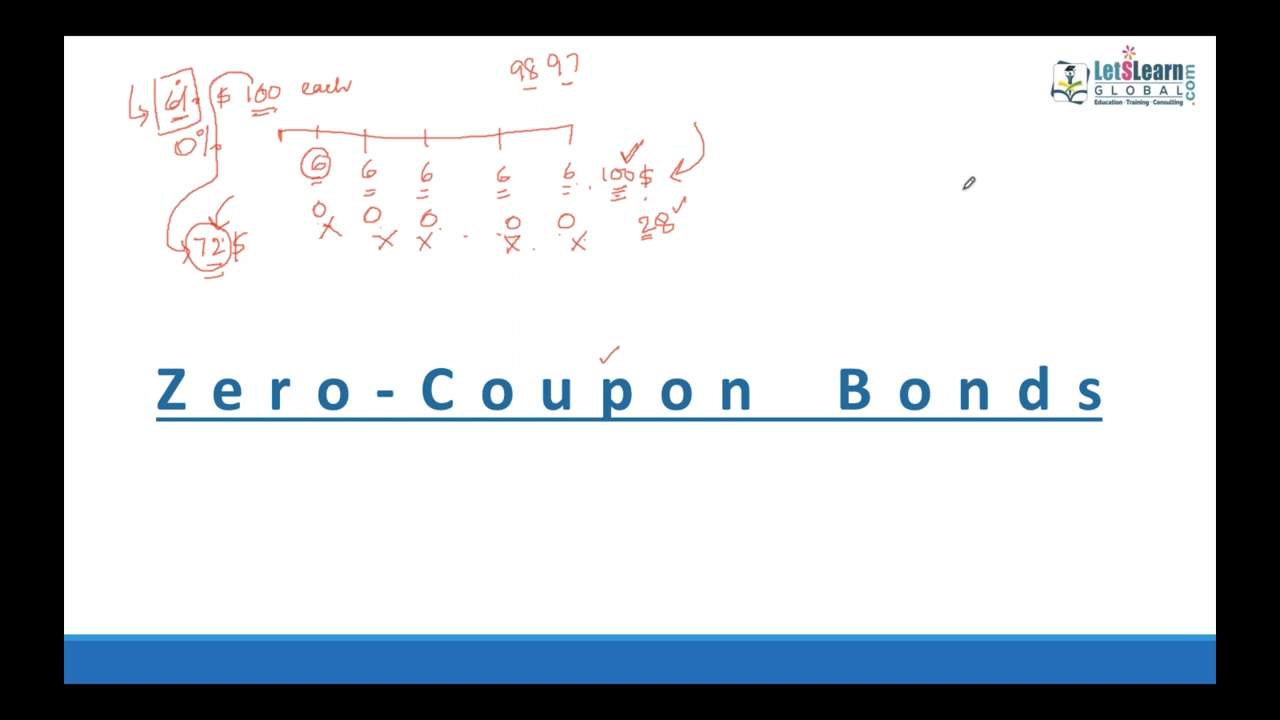 98 97
6%. $ 100 each
0%
6 6 6 6 6 . 100 $
0 0 0 0 0 28
x x x x x
72 $
LetSLearn
GLOBAL.com
Education · Training · Consulting
Zero-Coupon Bonds